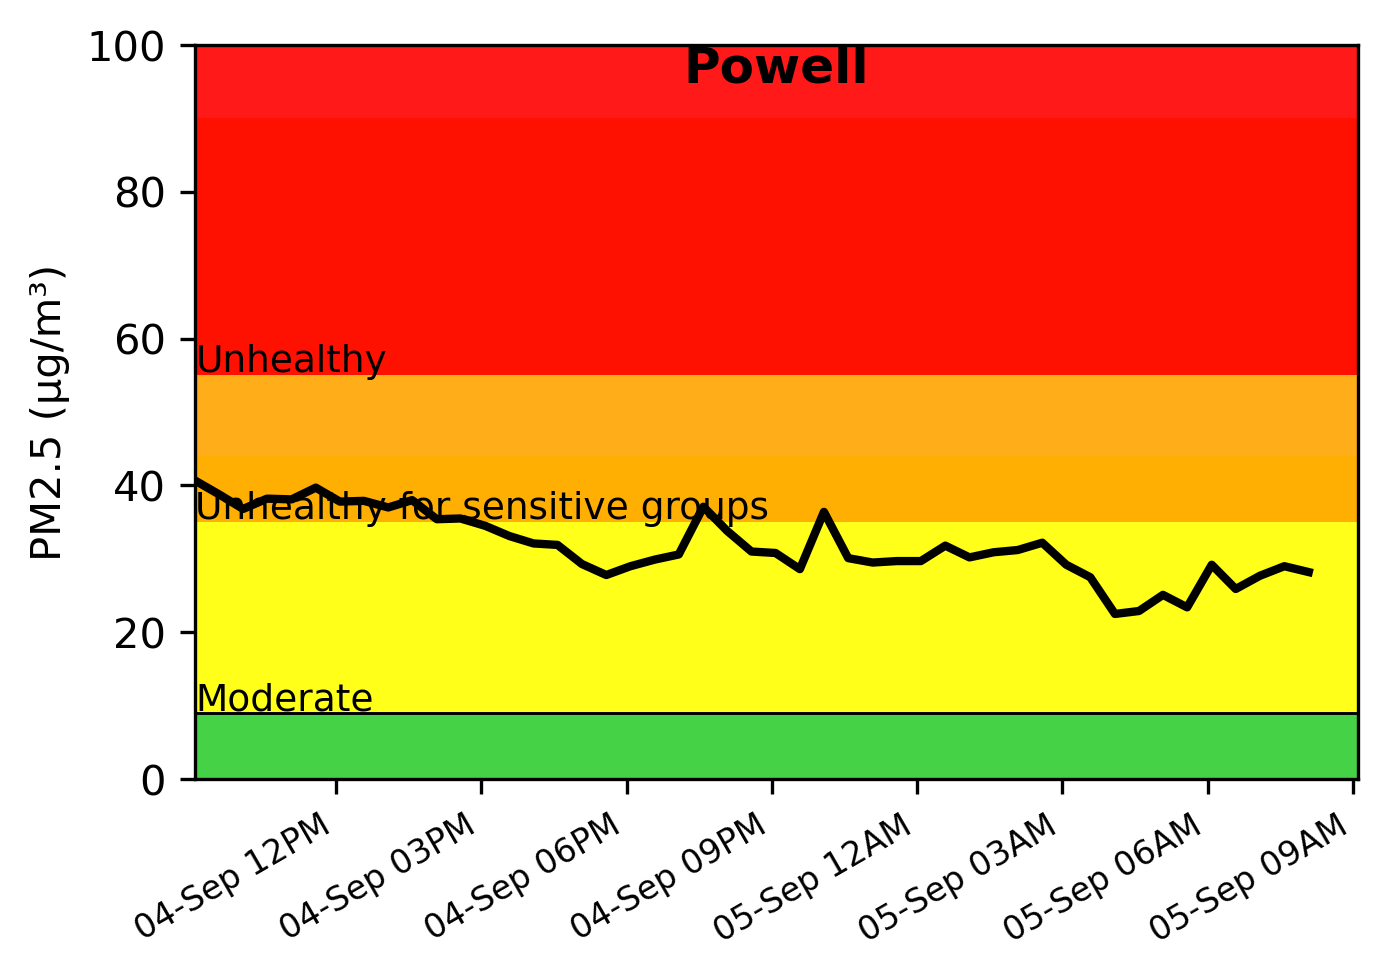 Powell
PM2.5 (µg/m³)
100
80
60
40
20
0
Unhealthy
Unhealthy for sensitive groups
Moderate
04-Sep 12PM
04-Sep 03PM
04-Sep 06PM
04-Sep 09PM
05-Sep 12AM
05-Sep 03AM
05-Sep 06AM
05-Sep 09AM